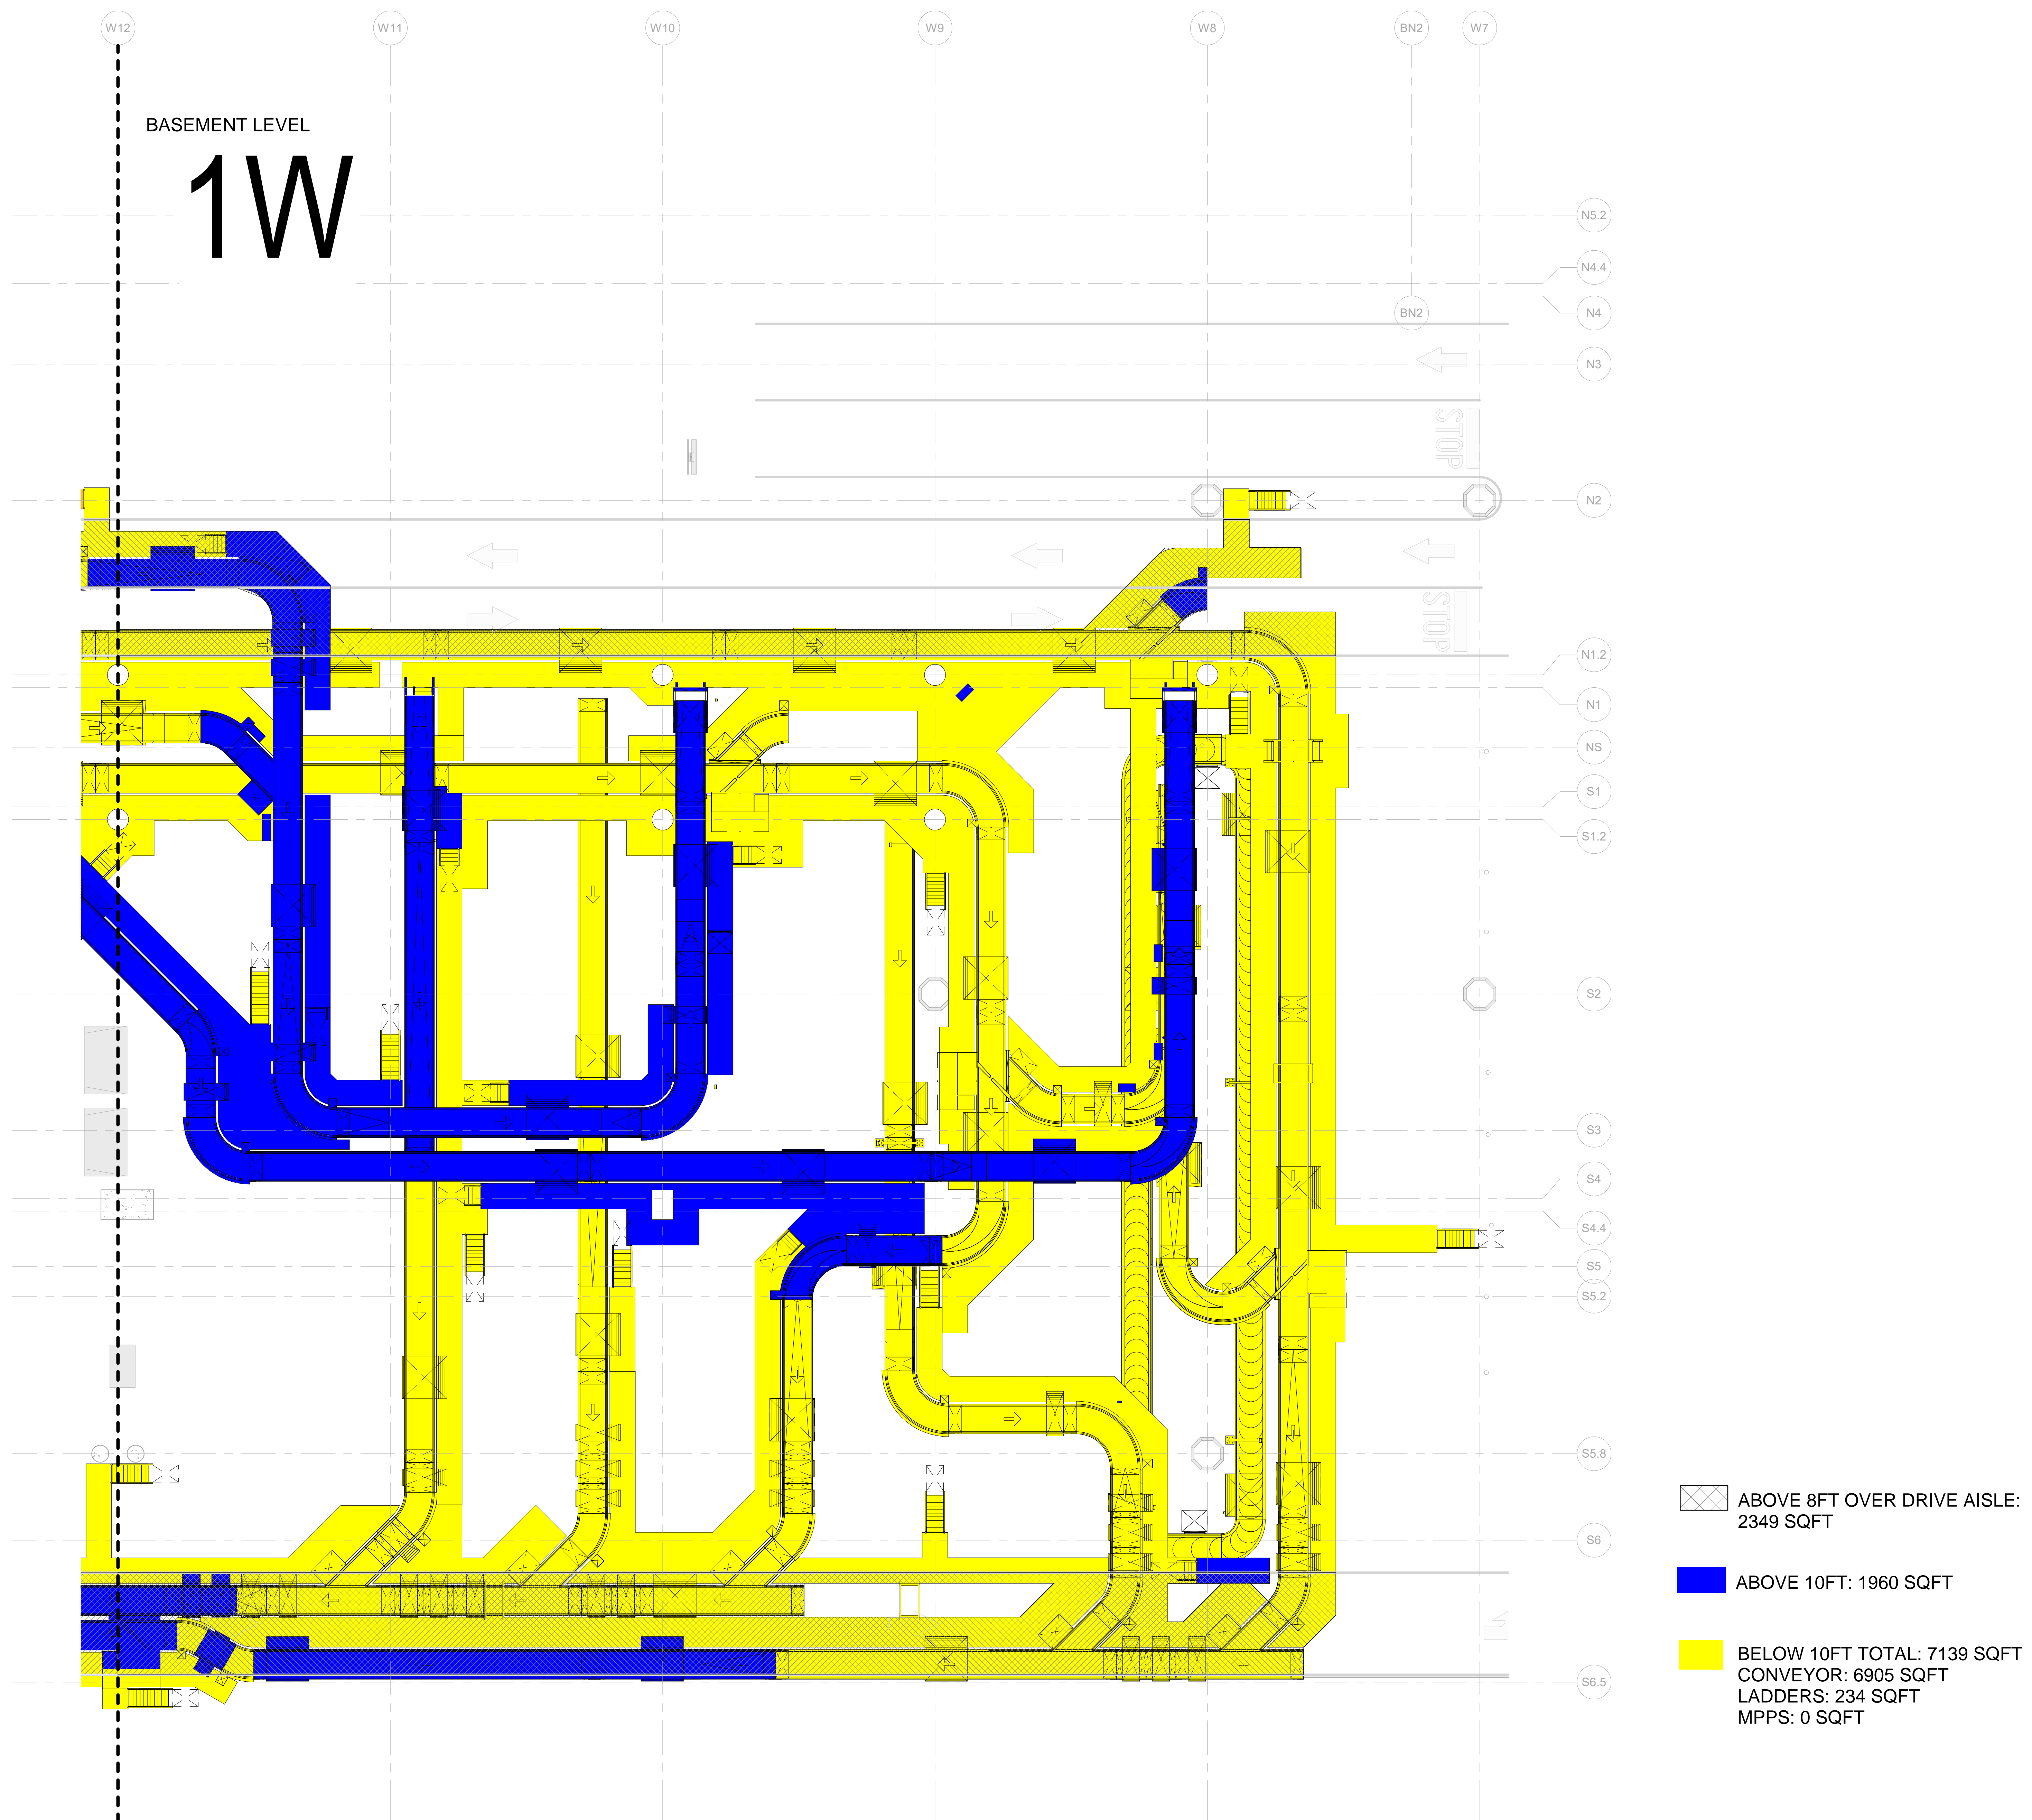 W12 W11 W10 W9 W8 BN2 W7
BASEMENT LEVEL
1W
N5.2
N4.4
BN2
N4
N3
STOP
N2
STOP
N1.2
N1
NS
S1
S1.2
S2
S3
S4
S4.4
S5
S5.2
S5.8
S6
S6.5
ABOVE 8FT OVER DRIVE AISLE:
2349 SQFT
ABOVE 10FT: 1960 SQFT
BELOW 10FT TOTAL: 7139 SQFT
CONVEYOR: 6905 SQFT
LADDERS: 234 SQFT
MPPS: 0 SQFT